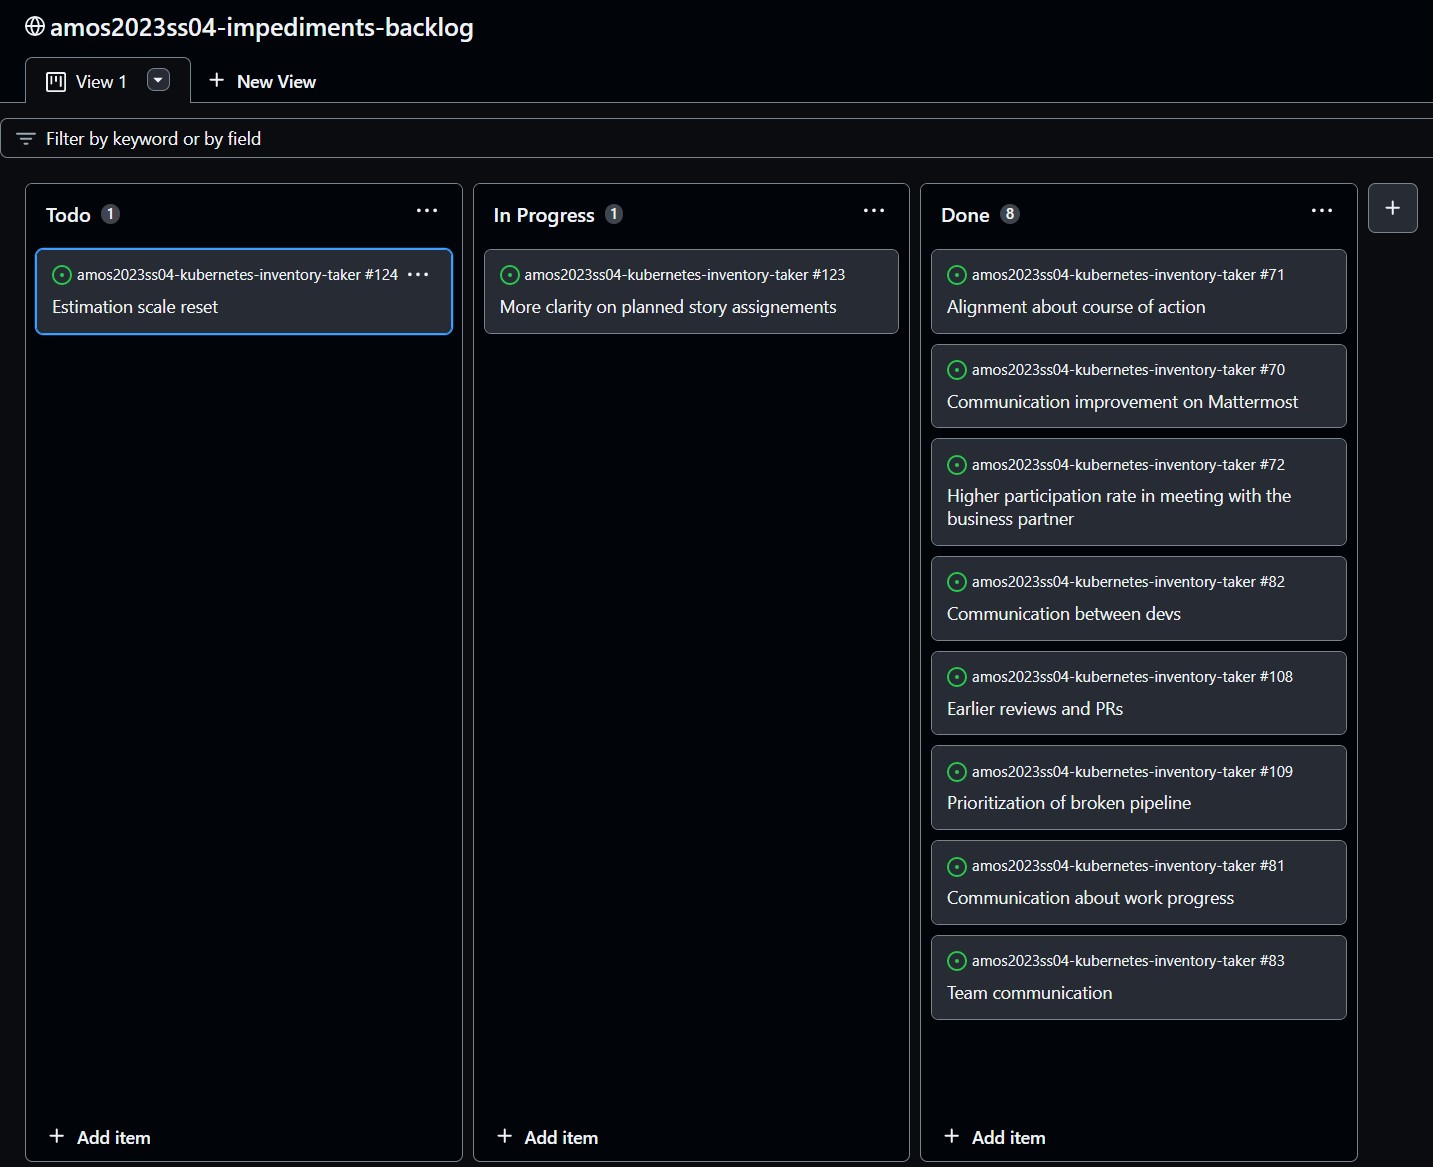 amos2023ss04-impediments-backlog
View 1
New View
Filter by keyword or by field
Todo 1
amos2023ss04-kubernetes-inventory-taker #124
Estimation scale reset
Add item
In Progress 1
amos2023ss04-kubernetes-inventory-taker #123
More clarity on planned story assignements
Add item
Done 8
amos2023ss04-kubernetes-inventory-taker #71
Alignment about course of action
amos2023ss04-kubernetes-inventory-taker #70
Communication improvement on Mattermost
amos2023ss04-kubernetes-inventory-taker #72
Higher participation rate in meeting with the
business partner
amos2023ss04-kubernetes-inventory-taker #82
Communication between devs
amos2023ss04-kubernetes-inventory-taker #108
Earlier reviews and PRs
amos2023ss04-kubernetes-inventory-taker #109
Prioritization of broken pipeline
amos2023ss04-kubernetes-inventory-taker #81
Communication about work progress
amos2023ss04-kubernetes-inventory-taker #83
Team communication
Add item